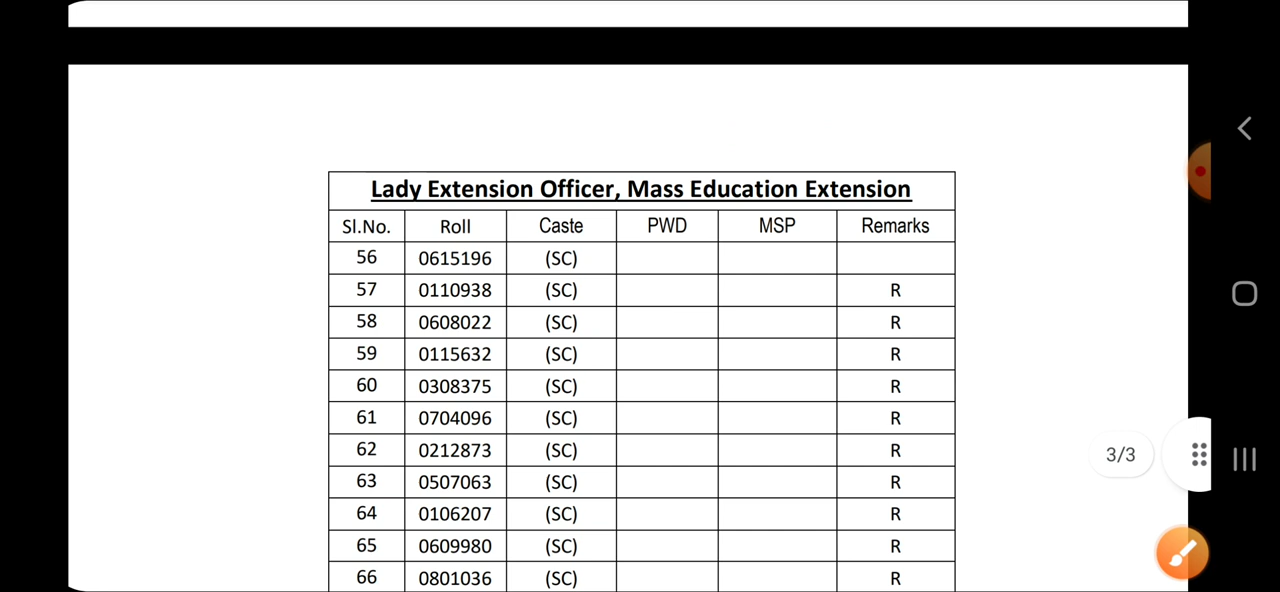 Lady Extension Officer, Mass Education Extension
Sl.No. Roll Caste PWD MSP Remarks
56 0615196 (SC)
57 0110938 (SC) R
58 0608022 (SC) R
59 0115632 (SC) R
60 0308375 (SC) R
61 0704096 (SC) R
62 0212873 (SC) R
63 0507063 (SC) R
64 0106207 (SC) R
65 0609980 (SC) R
66 0801036 (SC) R
3/3